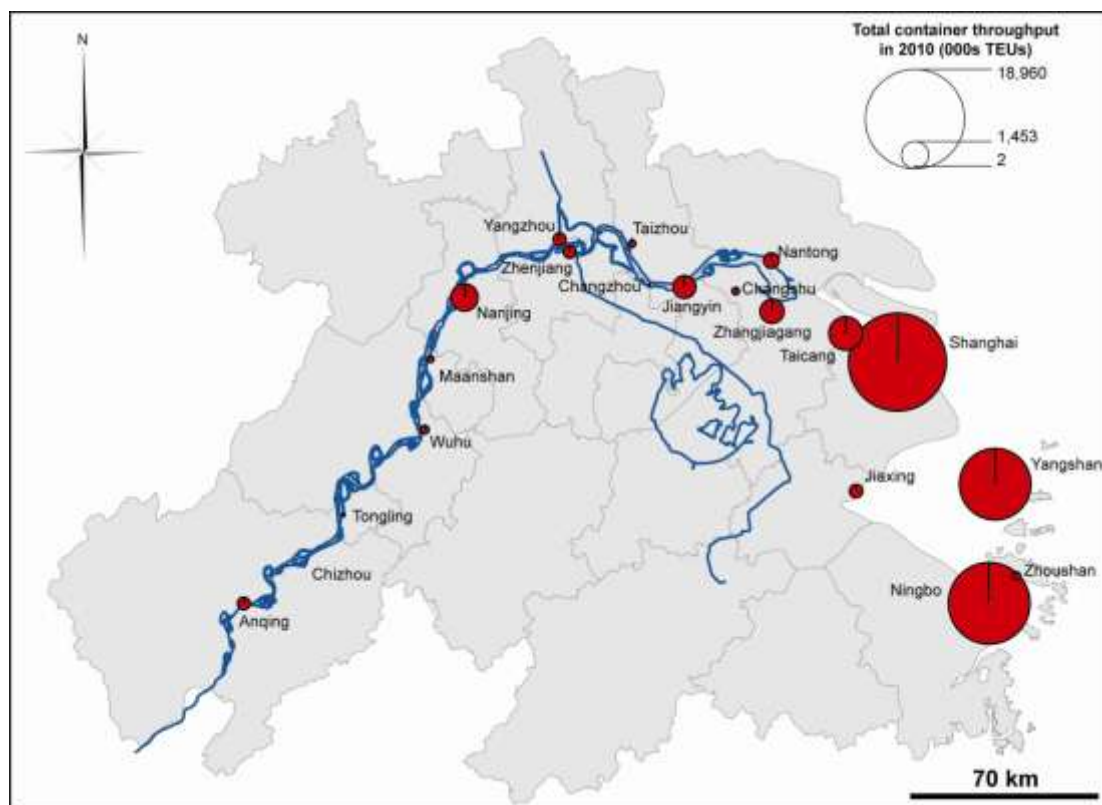 N
Total container throughput
in 2010 (000s TEUs)
18,960
1,453
2
Yangzhou
Taizhou
Nantong
Zhenjiang
Changzhou
Changshu
Jiangyin
Nanjing
Zhangjiagang
Taicang
Shanghai
Maanshan
Wuhu
Jiaxing
Yangshan
Tongling
Chizhou
Zhoushan
Ningbo
Anqing
70 km